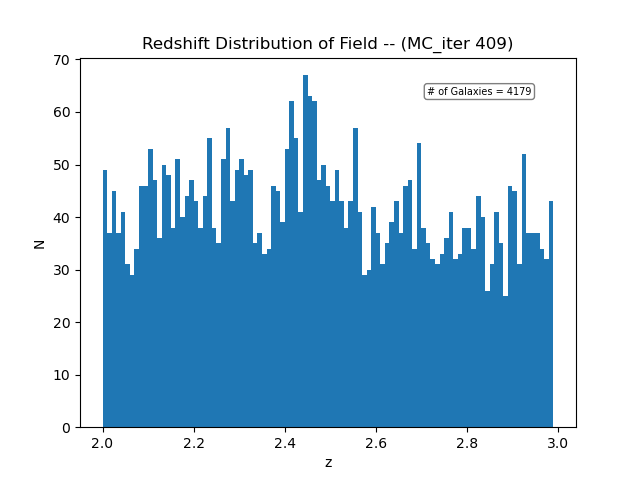 Redshift Distribution of Field -- (MC_iter 409)
# of Galaxies = 4179
70
60
50
40
30
20
10
0
N
2.0 2.2 2.4 2.6 2.8 3.0
z